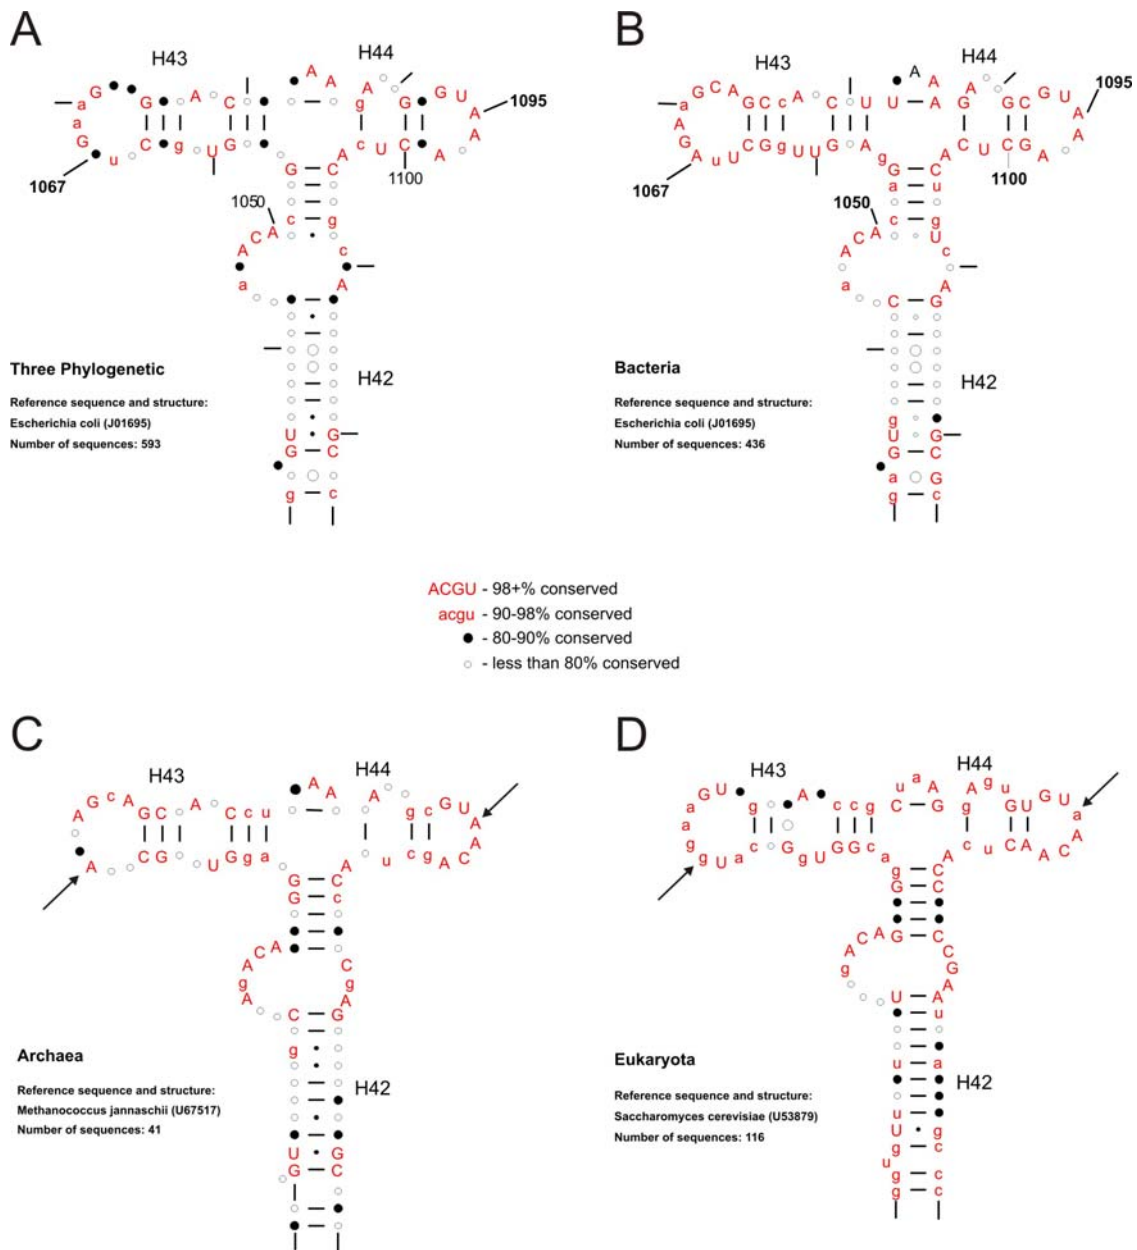 A
H43
H44
A A
a G G A C
g A G G U A A A
1095
G a u C g U G
1067
A C U C
1100
G C
1050
c g
a A C A
c A
U G
G C
g c
H42
Three Phylogenetic
Reference sequence and structure:
Escherichia coli (J01695)
Number of sequences: 593
B
H43
H44
A
a G C A G C c A C U U A A
G A G C G U A A A
1095
A A G A u U C G g U U G A g
1067
C A C U C G
1100
G a c
C u g U c A G
1050
a A C A
C
g U G a g
G C G c
H42
Bacteria
Reference sequence and structure:
Escherichia coli (J01695)
Number of sequences: 436
ACGU - 98+% conserved
acgu - 90-98% conserved
- 80-90% conserved
- less than 80% conserved
C
H43
H44
A A
A G c A G C A C c u
A g c G U A A C A g c u
A C G U G g a
G G
A C c
A g A C A
C g A G
C
g
U G
G C
H42
Archaea
Reference sequence and structure:
Methanococcus jannaschii (U67517)
Number of sequences: 41
D
H43
H44
u a A
g g a a G U g A c c g C G
g A g u G U G U a A C A A C u c A
U a c g G U G G c a g
G G
C C
g A C A G
C C G A A
U u
a
u
u U g u g g
g c c c
H42
Eukaryota
Reference sequence and structure:
Saccharomyces cerevisiae (U53879)
Number of sequences: 116